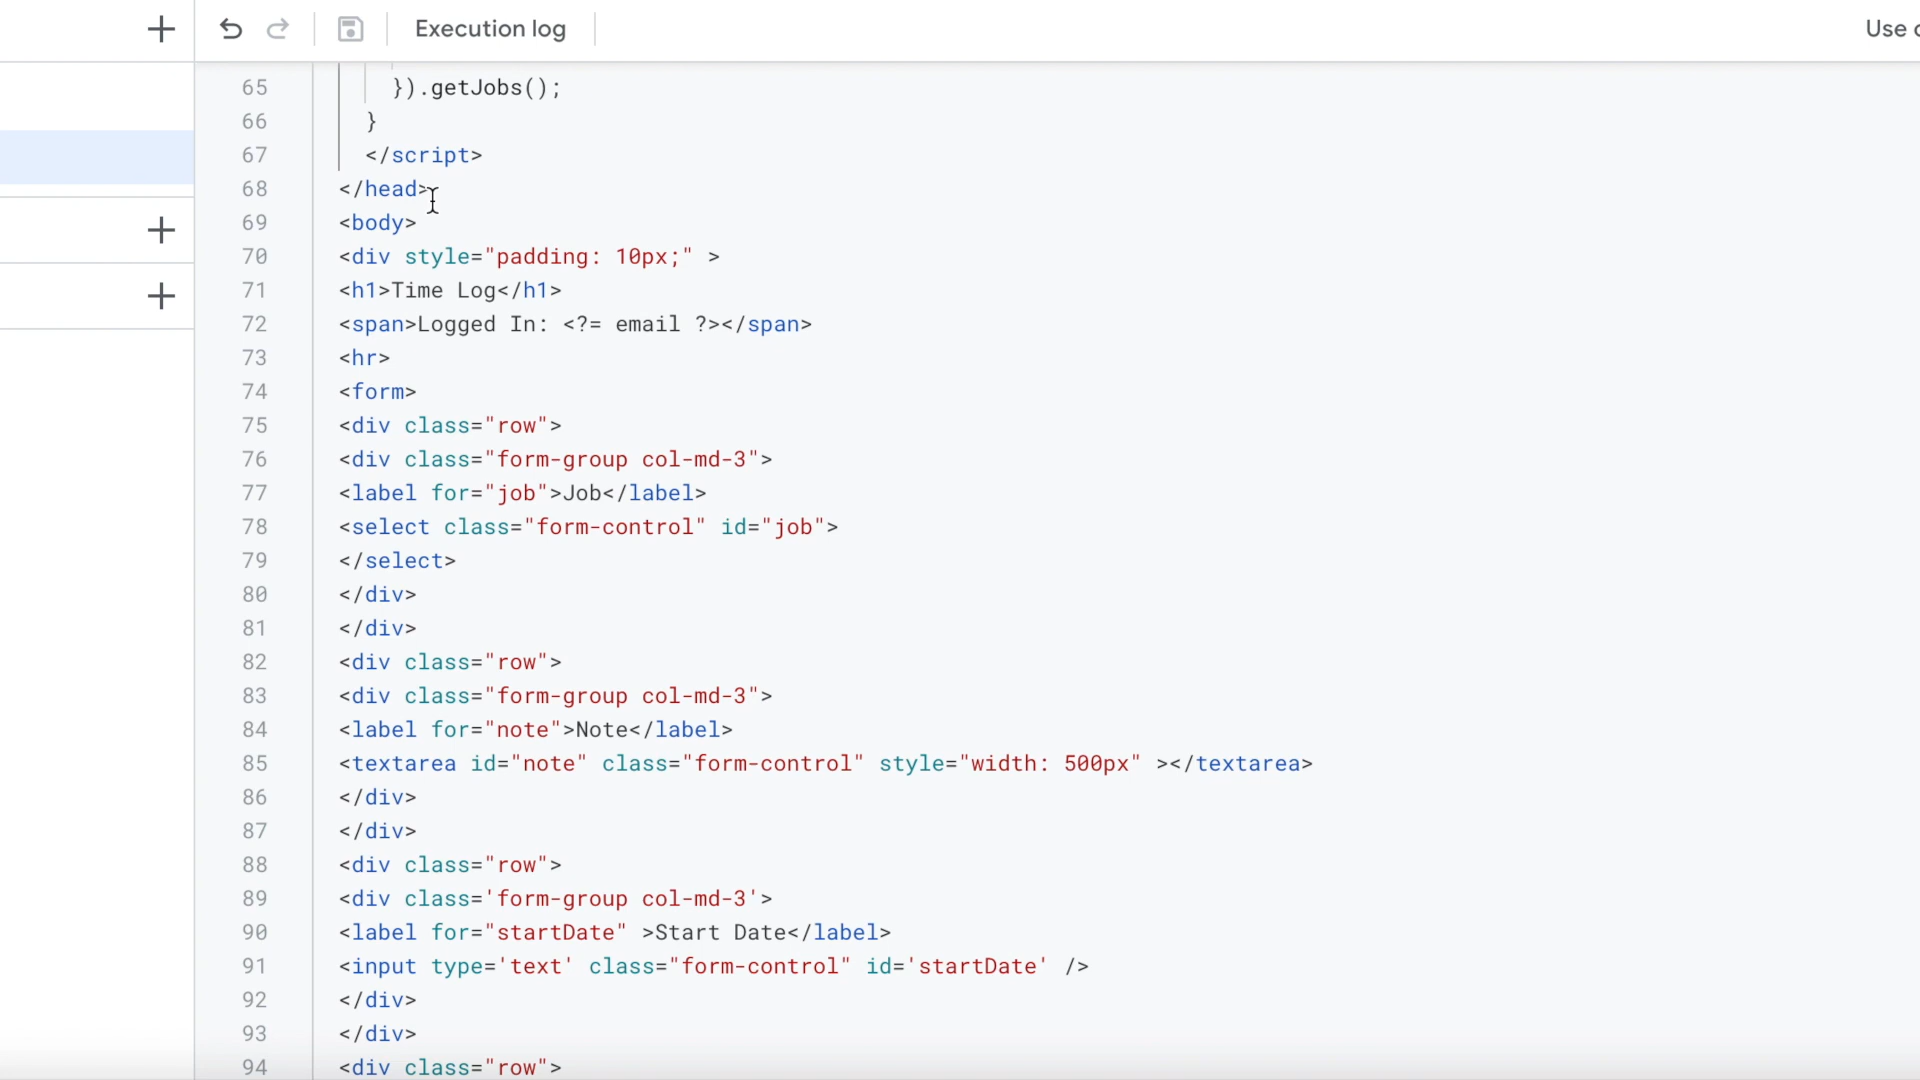 Execution log
Use c
65 }).getJobs();
66 }
67 </script>
68 </head>
69 <body>
70 <div style="padding: 10px;" >
71 <h1>Time Log</h1>
72 <span>Logged In: <?= email ?></span>
73 <hr>
74 <form>
75 <div class="row">
76 <div class="form-group col-md-3">
77 <label for="job">Job</label>
78 <select class="form-control" id="job">
79 </select>
80 </div>
81 </div>
82 <div class="row">
83 <div class="form-group col-md-3">
84 <label for="note">Note</label>
85 <textarea id="note" class="form-control" style="width: 500px" ></textarea>
86 </div>
87 </div>
88 <div class="row">
89 <div class='form-group col-md-3'>
90 <label for="startDate" >Start Date</label>
91 <input type='text' class="form-control" id='startDate' />
92 </div>
93 </div>
94 <div class="row">